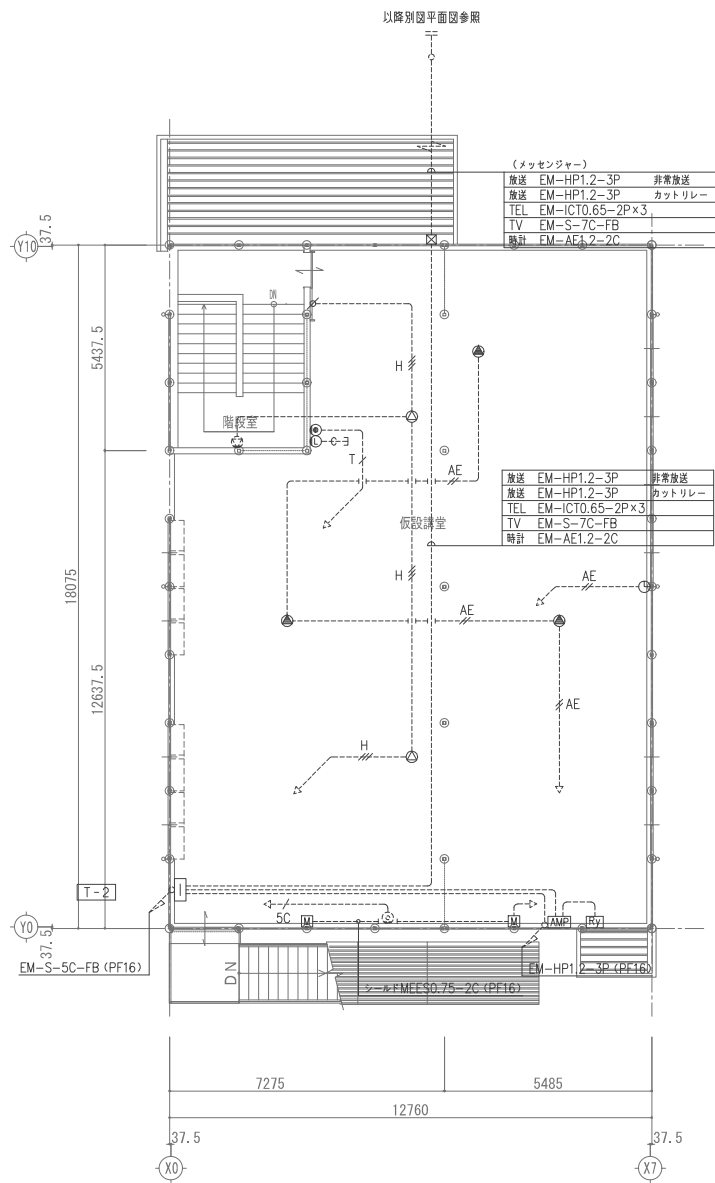 以降別図平面図参照
(メッセンジャー)
放送 EM-HP1.2-3P 非常放送
放送 EM-HP1.2-3P カットリレー
TEL EM-ICT0.65-2P×3
TV EM-S-7C-FB
時計 EM-AE1.2-2C
Y10
37.5
DN
5437.5
H
階段室
L
C
T
AE
放送 EM-HP1.2-3P 非常放送
放送 EM-HP1.2-3P カットリレー
TEL EM-ICT0.65-2P×3
TV EM-S-7C-FB
時計 EM-AE1.2-2C
仮設講堂
18075
H
AE
AE
12637.5
AE
H
T-2
5C
M
M
AMP
Ry
Y0
37.5
EM-S-5C-FB (PF16)
DN
EM-HP1.2-3P (PF16)
シールドMEES0.75-2C (PF16)
7275
5485
12760
37.5
37.5
X0
X7